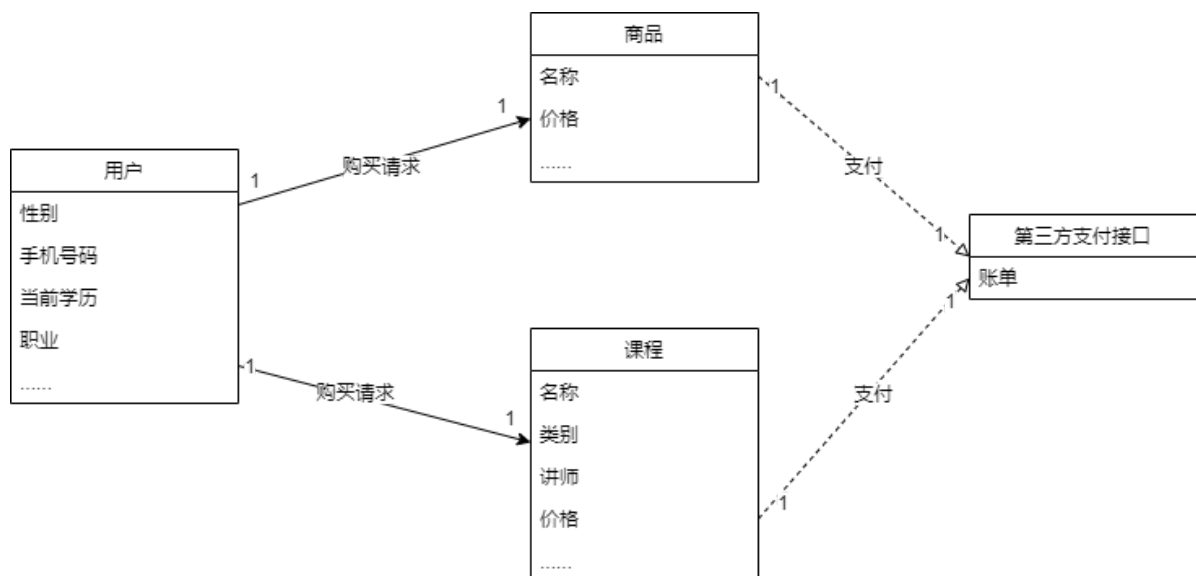 商品
名称
价格
……
1
购买请求
1
用户
性别
手机号码
当前学历
职业
……
1
支付
1
第三方支付接口
账单
1
购买请求
1
课程
名称
类别
讲师
价格
……
1
支付
1